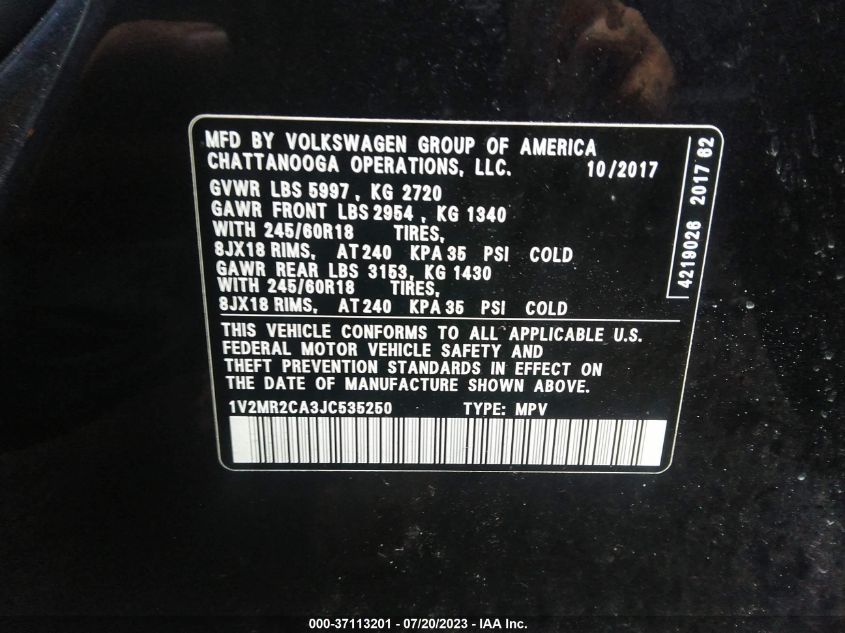 MFD BY VOLKSWAGEN GROUP OF AMERICA
CHATTANOOGA OPERATIONS, LLC. 10/2017
GVWR LBS 5997, KG 2720
GAWR FRONT LBS 2954, KG 1340
WITH 245/60R18 TIRES,
8JX18 RIMS, AT 240 KPA 35 PSI COLD
GAWR REAR LBS 3153, KG 1430
WITH 245/60R18 TIRES,
8JX18 RIMS, AT 240 KPA 35 PSI COLD
THIS VEHICLE CONFORMS TO ALL APPLICABLE U.S.
FEDERAL MOTOR VEHICLE SAFETY AND
THEFT PREVENTION STANDARDS IN EFFECT ON
THE DATE OF MANUFACTURE SHOWN ABOVE.
1V2MR2CA3JC535250 TYPE: MPV
4219026 2017 62
000-37113201 - 07/20/2023 - IAA Inc.